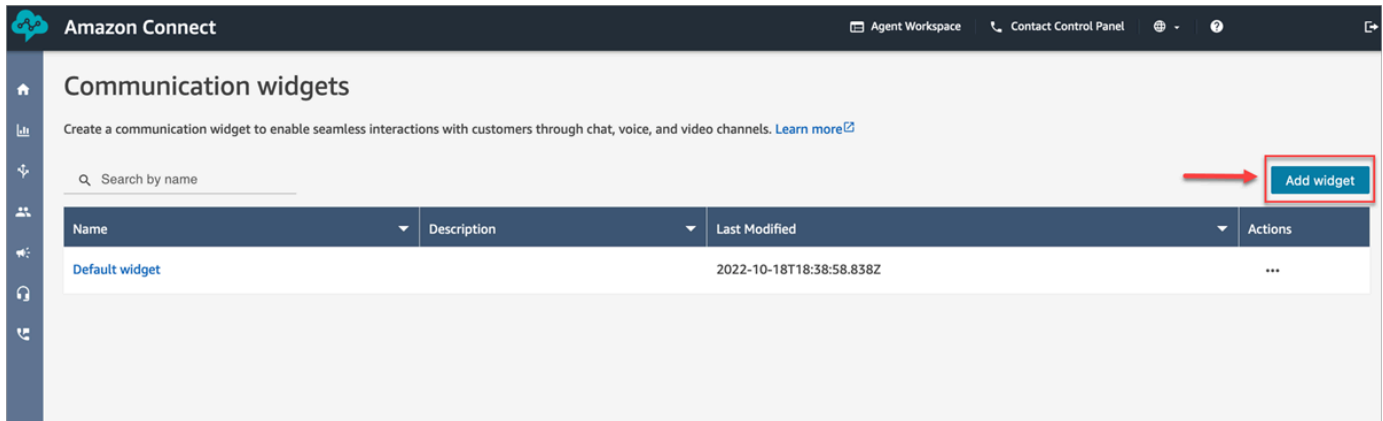 Amazon Connect
Agent Workspace
Contact Control Panel
Communication widgets
Create a communication widget to enable seamless interactions with customers through chat, voice, and video channels. Learn more
Search by name
Add widget
Name Description Last Modified Actions
Default widget 2022-10-18T18:38:58.838Z ...